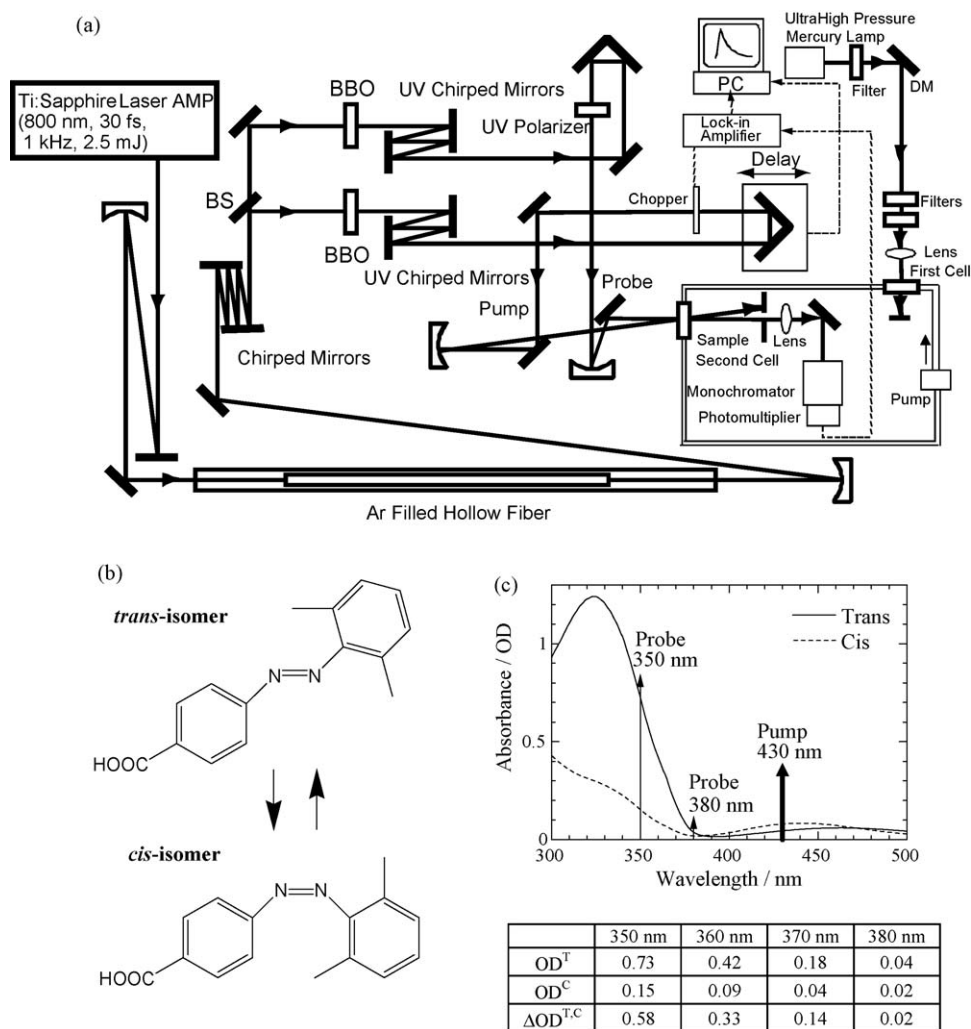 (a)
Ti:Sapphire Laser AMP
(800 nm, 30 fs,
1 kHz, 2.5 mJ)
BBO
UV Chirped Mirrors
UV Polarizer
BS
BBO
UV Chirped Mirrors
Chirped Mirrors
Pump
Probe
PC
Lock-in
Amplifier
Delay
Chopper
UltraHigh Pressure
Mercury Lamp
Filter
DM
Filters
Lens
First Cell
Sample
Second Cell
Lens
Monochromator
Photomultiplier
Pump
Ar Filled Hollow Fiber
(b)
trans-isomer
N=N
HOOC
cis-isomer
N=N
HOOC
(c)
Absorbance / OD
1
0.5
0
Trans
Cis
Probe
350 nm
Probe
380 nm
Pump
430 nm
300 350 400 450 500
Wavelength / nm
350 nm 360 nm 370 nm 380 nm
OD^T 0.73 0.42 0.18 0.04
OD^C 0.15 0.09 0.04 0.02
ΔOD^T,C 0.58 0.33 0.14 0.02